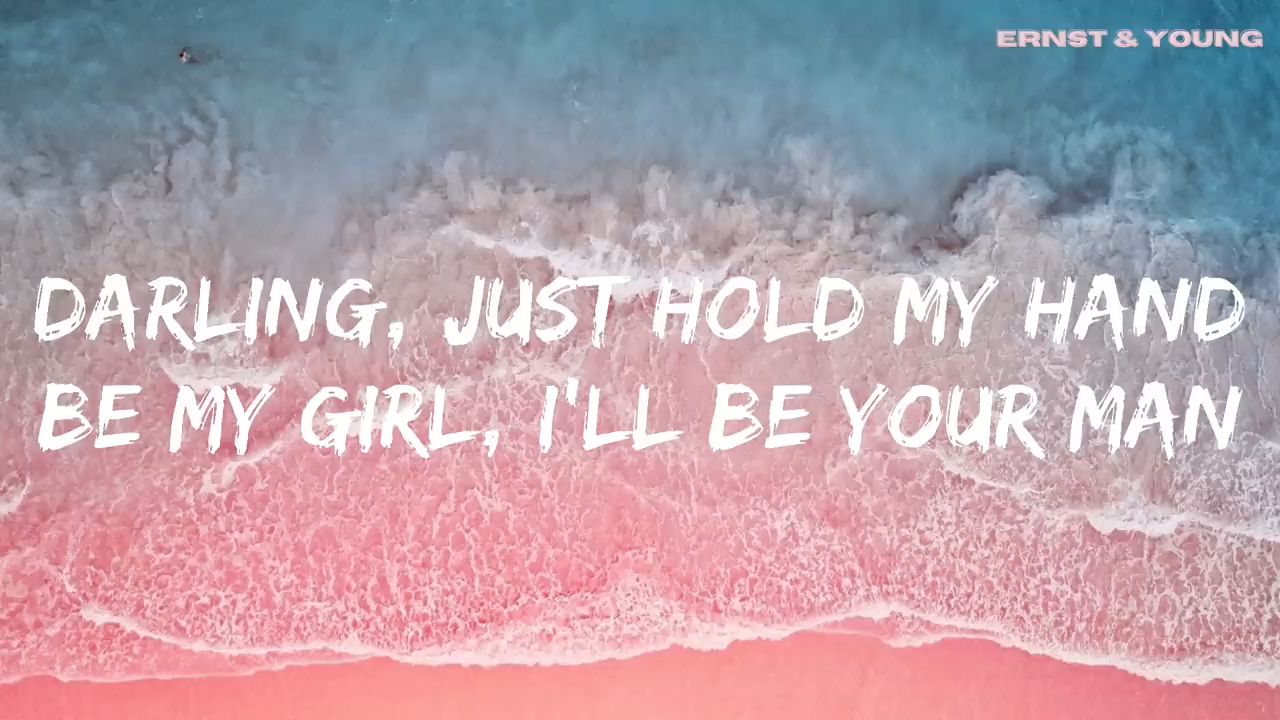 ERNST & YOUNG
DARLING, JUST HOLD MY HAND
BE MY GIRL, I'LL BE YOUR MAN